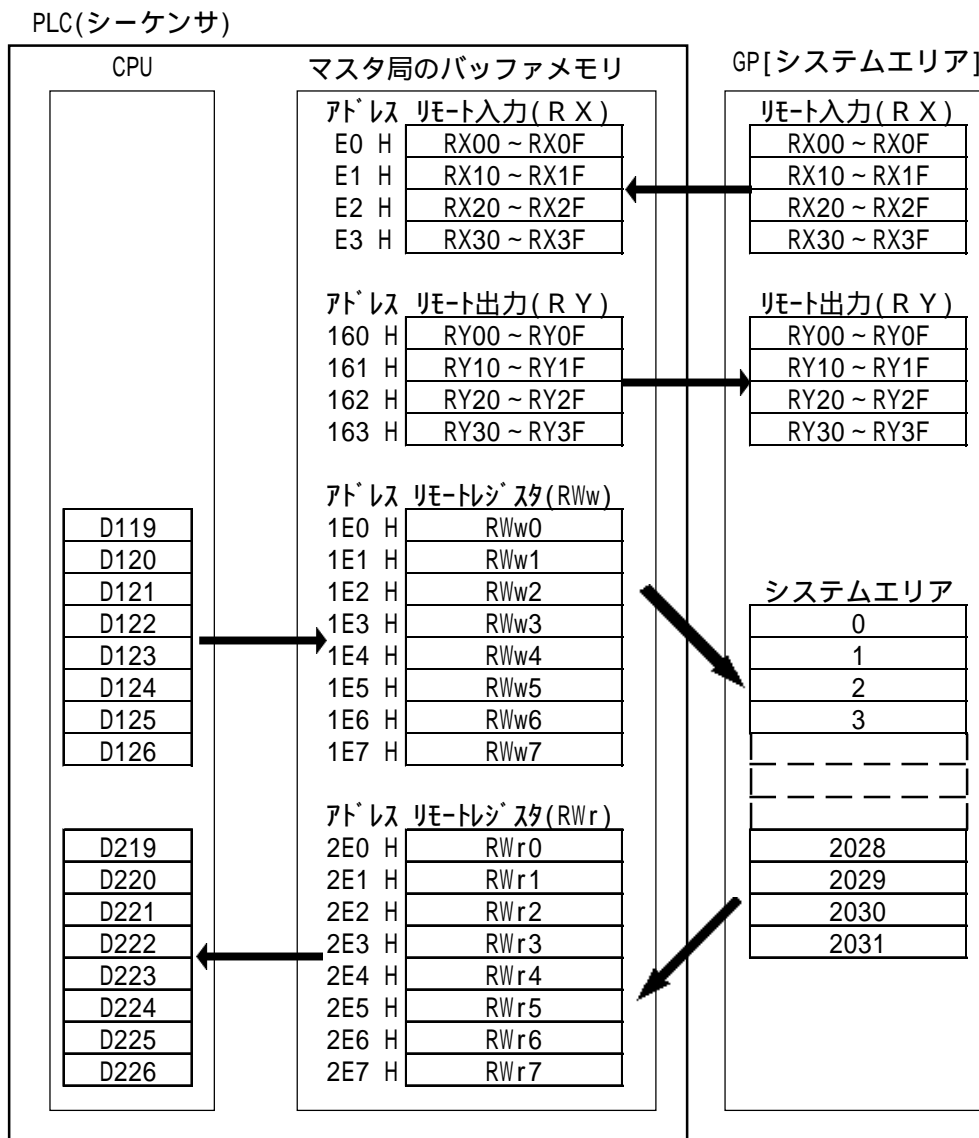 PLC(シーケンサ)
CPU
マスタ局のバッファメモリ
GP[システムエリア]
アドレス リモート入力(RX)
E0 H RX00~RX0F
E1 H RX10~RX1F
E2 H RX20~RX2F
E3 H RX30~RX3F
リモート入力(RX)
RX00~RX0F
RX10~RX1F
RX20~RX2F
RX30~RX3F
アドレス リモート出力(RY)
160 H RY00~RY0F
161 H RY10~RY1F
162 H RY20~RY2F
163 H RY30~RY3F
リモート出力(RY)
RY00~RY0F
RY10~RY1F
RY20~RY2F
RY30~RY3F
D119
D120
D121
D122
D123
D124
D125
D126
アドレス リモートレジスタ(RWw)
1E0 H RWw0
1E1 H RWw1
1E2 H RWw2
1E3 H RWw3
1E4 H RWw4
1E5 H RWw5
1E6 H RWw6
1E7 H RWw7
システムエリア
0
1
2
3
2028
2029
2030
2031
D219
D220
D221
D222
D223
D224
D225
D226
アドレス リモートレジスタ(RWr)
2E0 H RWr0
2E1 H RWr1
2E2 H RWr2
2E3 H RWr3
2E4 H RWr4
2E5 H RWr5
2E6 H RWr6
2E7 H RWr7